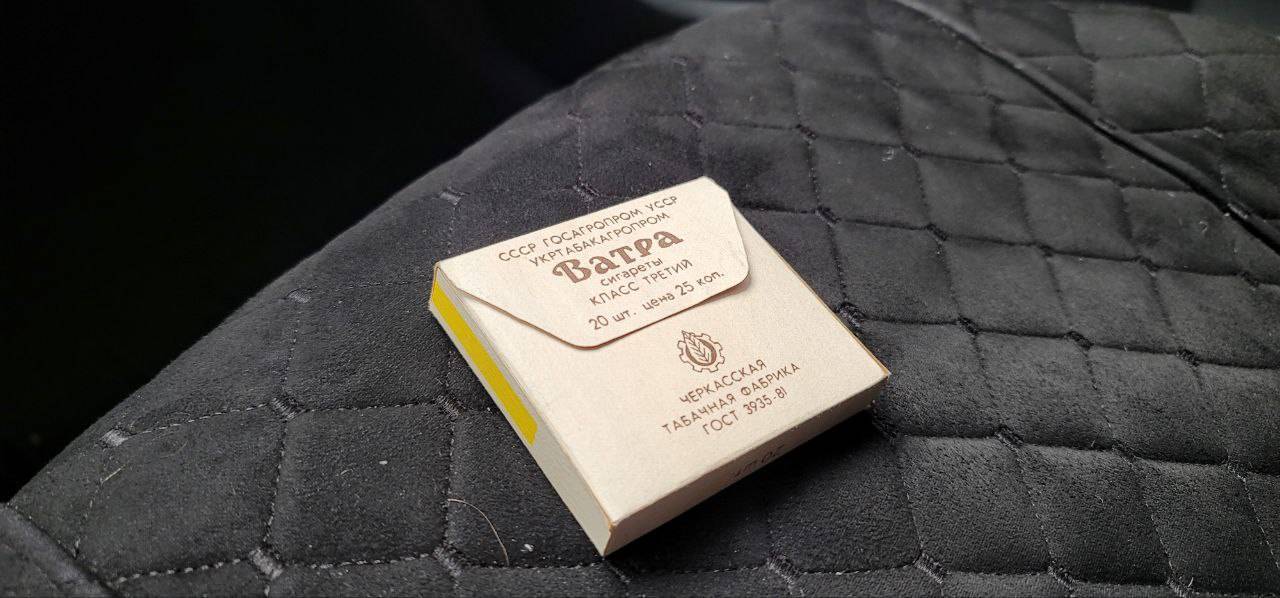 СССР ГОСАГРОПРОМ УССР
УКРТАБАКАГРОПРОМ
Ватра
сигареты
КЛАСС ТРЕТИЙ
20 шт. цена 25 коп.
ЧЕРКАССКАЯ
ТАБАЧНАЯ ФАБРИКА
ГОСТ 3935-81